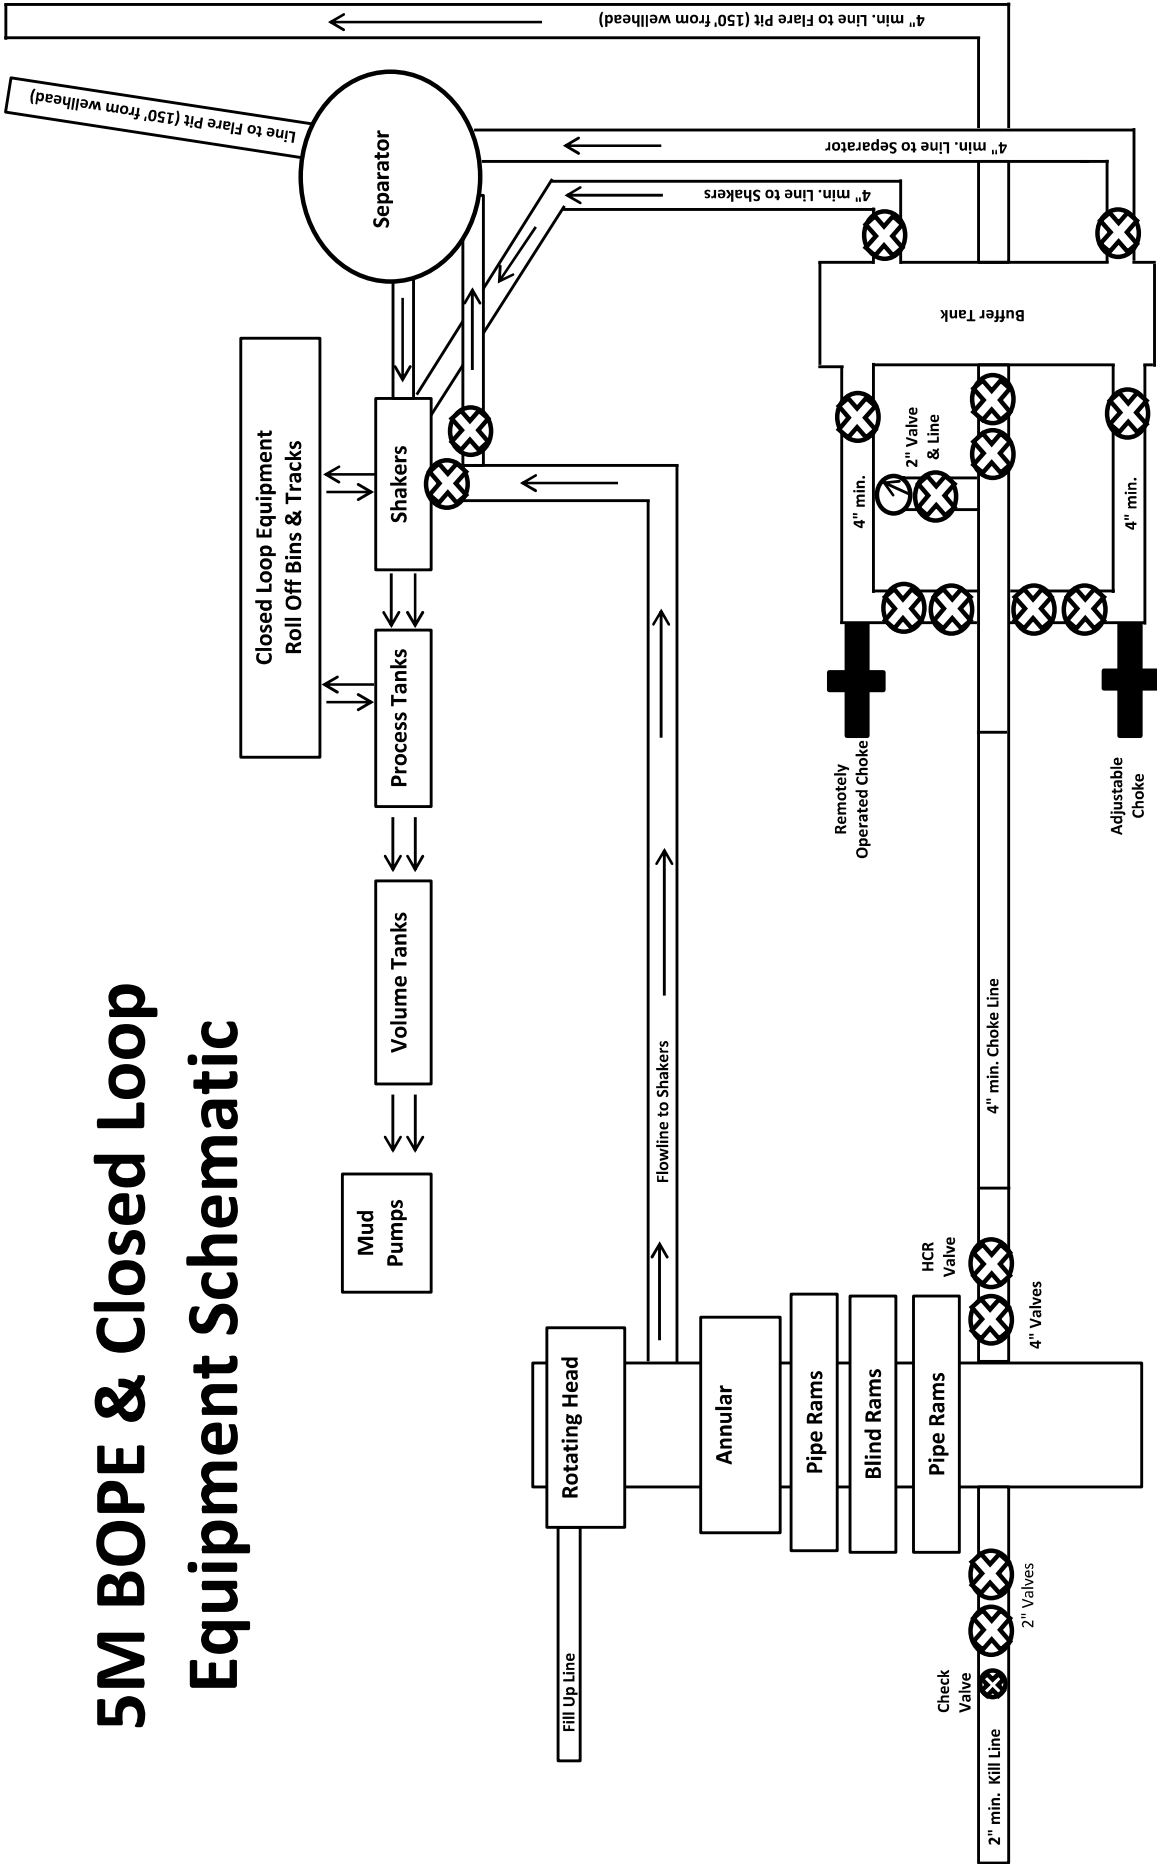 5M BOPE & Closed Loop
Equipment Schematic
Closed Loop Equipment
Roll Off Bins & Tracks
Mud
Pumps
Volume Tanks
Process Tanks
Shakers
Separator
Line to Flare Pit (150' from wellhead)
4" min. Line to Flare Pit (150' from wellhead)
4" min. Line to Separator
4" min. Line to Shakers
Fill Up Line
Rotating Head
Flowline to Shakers
Annular
Pipe Rams
Blind Rams
Pipe Rams
Remotely
Operated Choke
4" min.
2" Valve
& Line
Buffer Tank
Check
Valve
HCR
Valve
2" min. Kill Line
4" min. Choke Line
2" Valves
4" Valves
Adjustable
Choke
4" min.